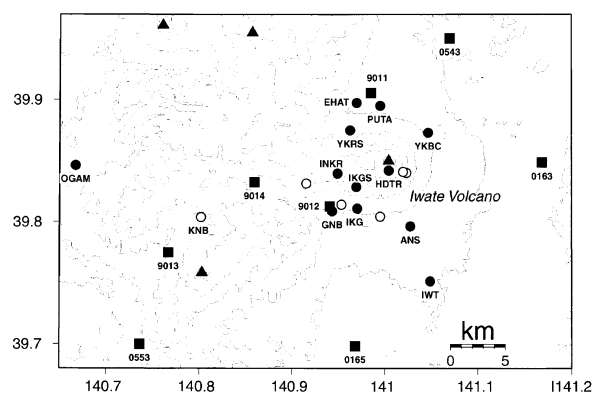 0543
9011
39.9
EHAT
PUTA
YKRS
YKBC
INKR
IKGS
HDTR
0163
OGAM
9014
Iwate Volcano
9012
39.8
KNB
GNB
IKG
ANS
9013
IWT
39.7
0553
0165
km
0 5
140.7 140.8 140.9 141 141.1 141.2